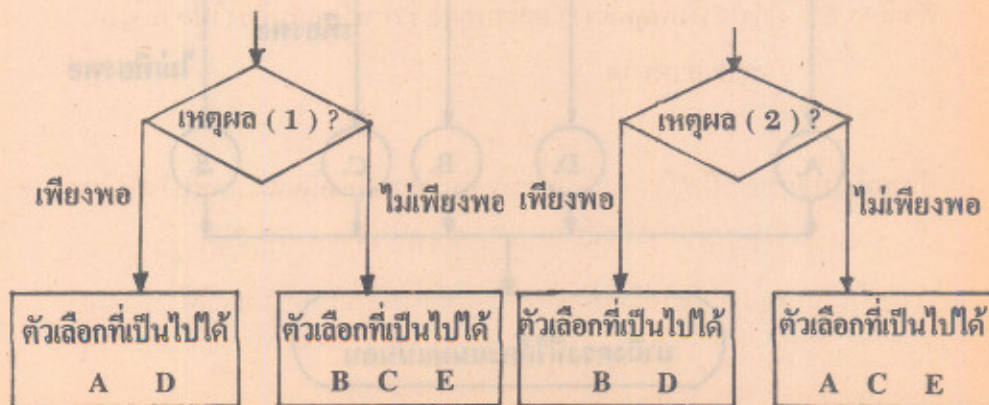 เหตุผล ( 1 ) ?
เหตุผล ( 2 ) ?
เพียงพอ
ไม่เพียงพอ
เพียงพอ
ไม่เพียงพอ
ตัวเลือกที่เป็นไปได้
A D
ตัวเลือกที่เป็นไปได้
B C E
ตัวเลือกที่เป็นไปได้
B D
ตัวเลือกที่เป็นไปได้
A C E